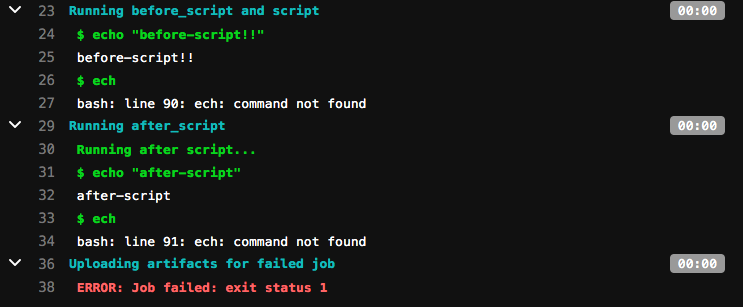 23 Running before_script and script 00:00
24 $ echo "before-script!!"
25 before-script!!
26 $ ech
27 bash: line 90: ech: command not found
29 Running after_script 00:00
30 Running after script...
31 $ echo "after-script"
32 after-script
33 $ ech
34 bash: line 91: ech: command not found
36 Uploading artifacts for failed job 00:00
38 ERROR: Job failed: exit status 1